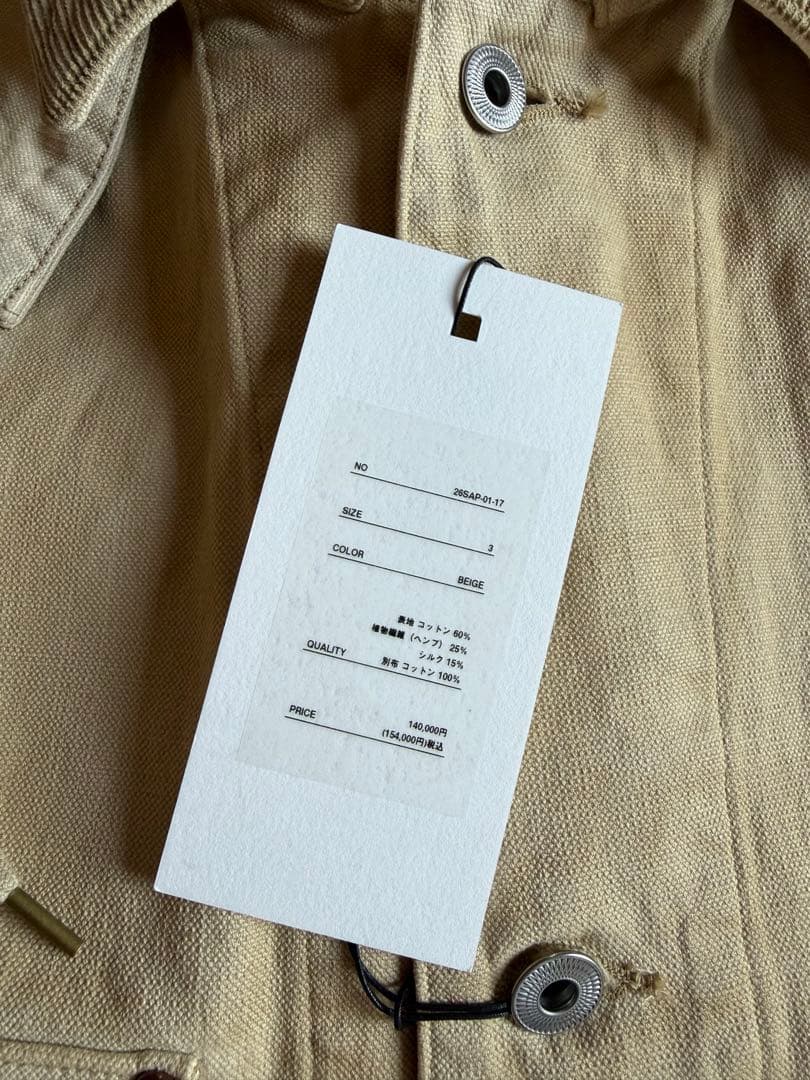 NO
26SAP-01-17
SIZE
3
COLOR
BEIGE
表地 コットン 60%
植物繊維 (ヘンプ) 25%
シルク 15%
QUALITY
別布 コットン 100%
PRICE
140,000円
(154,000円)税込